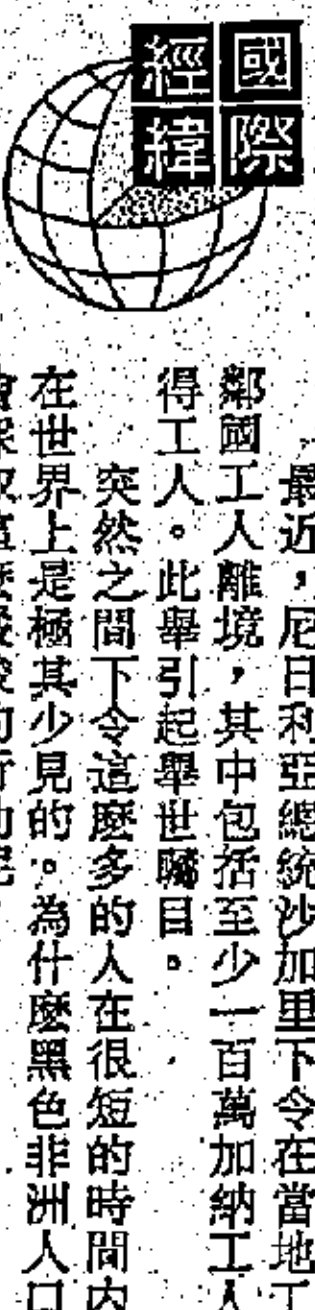 國際
經緯
最近，尼日利亞總統沙加里下令在當地工
鄰國工人離境，其中包括至少一百萬加納工人
得工人。此舉引起舉世矚目。
突然之間下令這麼多的人在很短的時間內
在世界上是極其少見的。為什麼黑色非洲人口